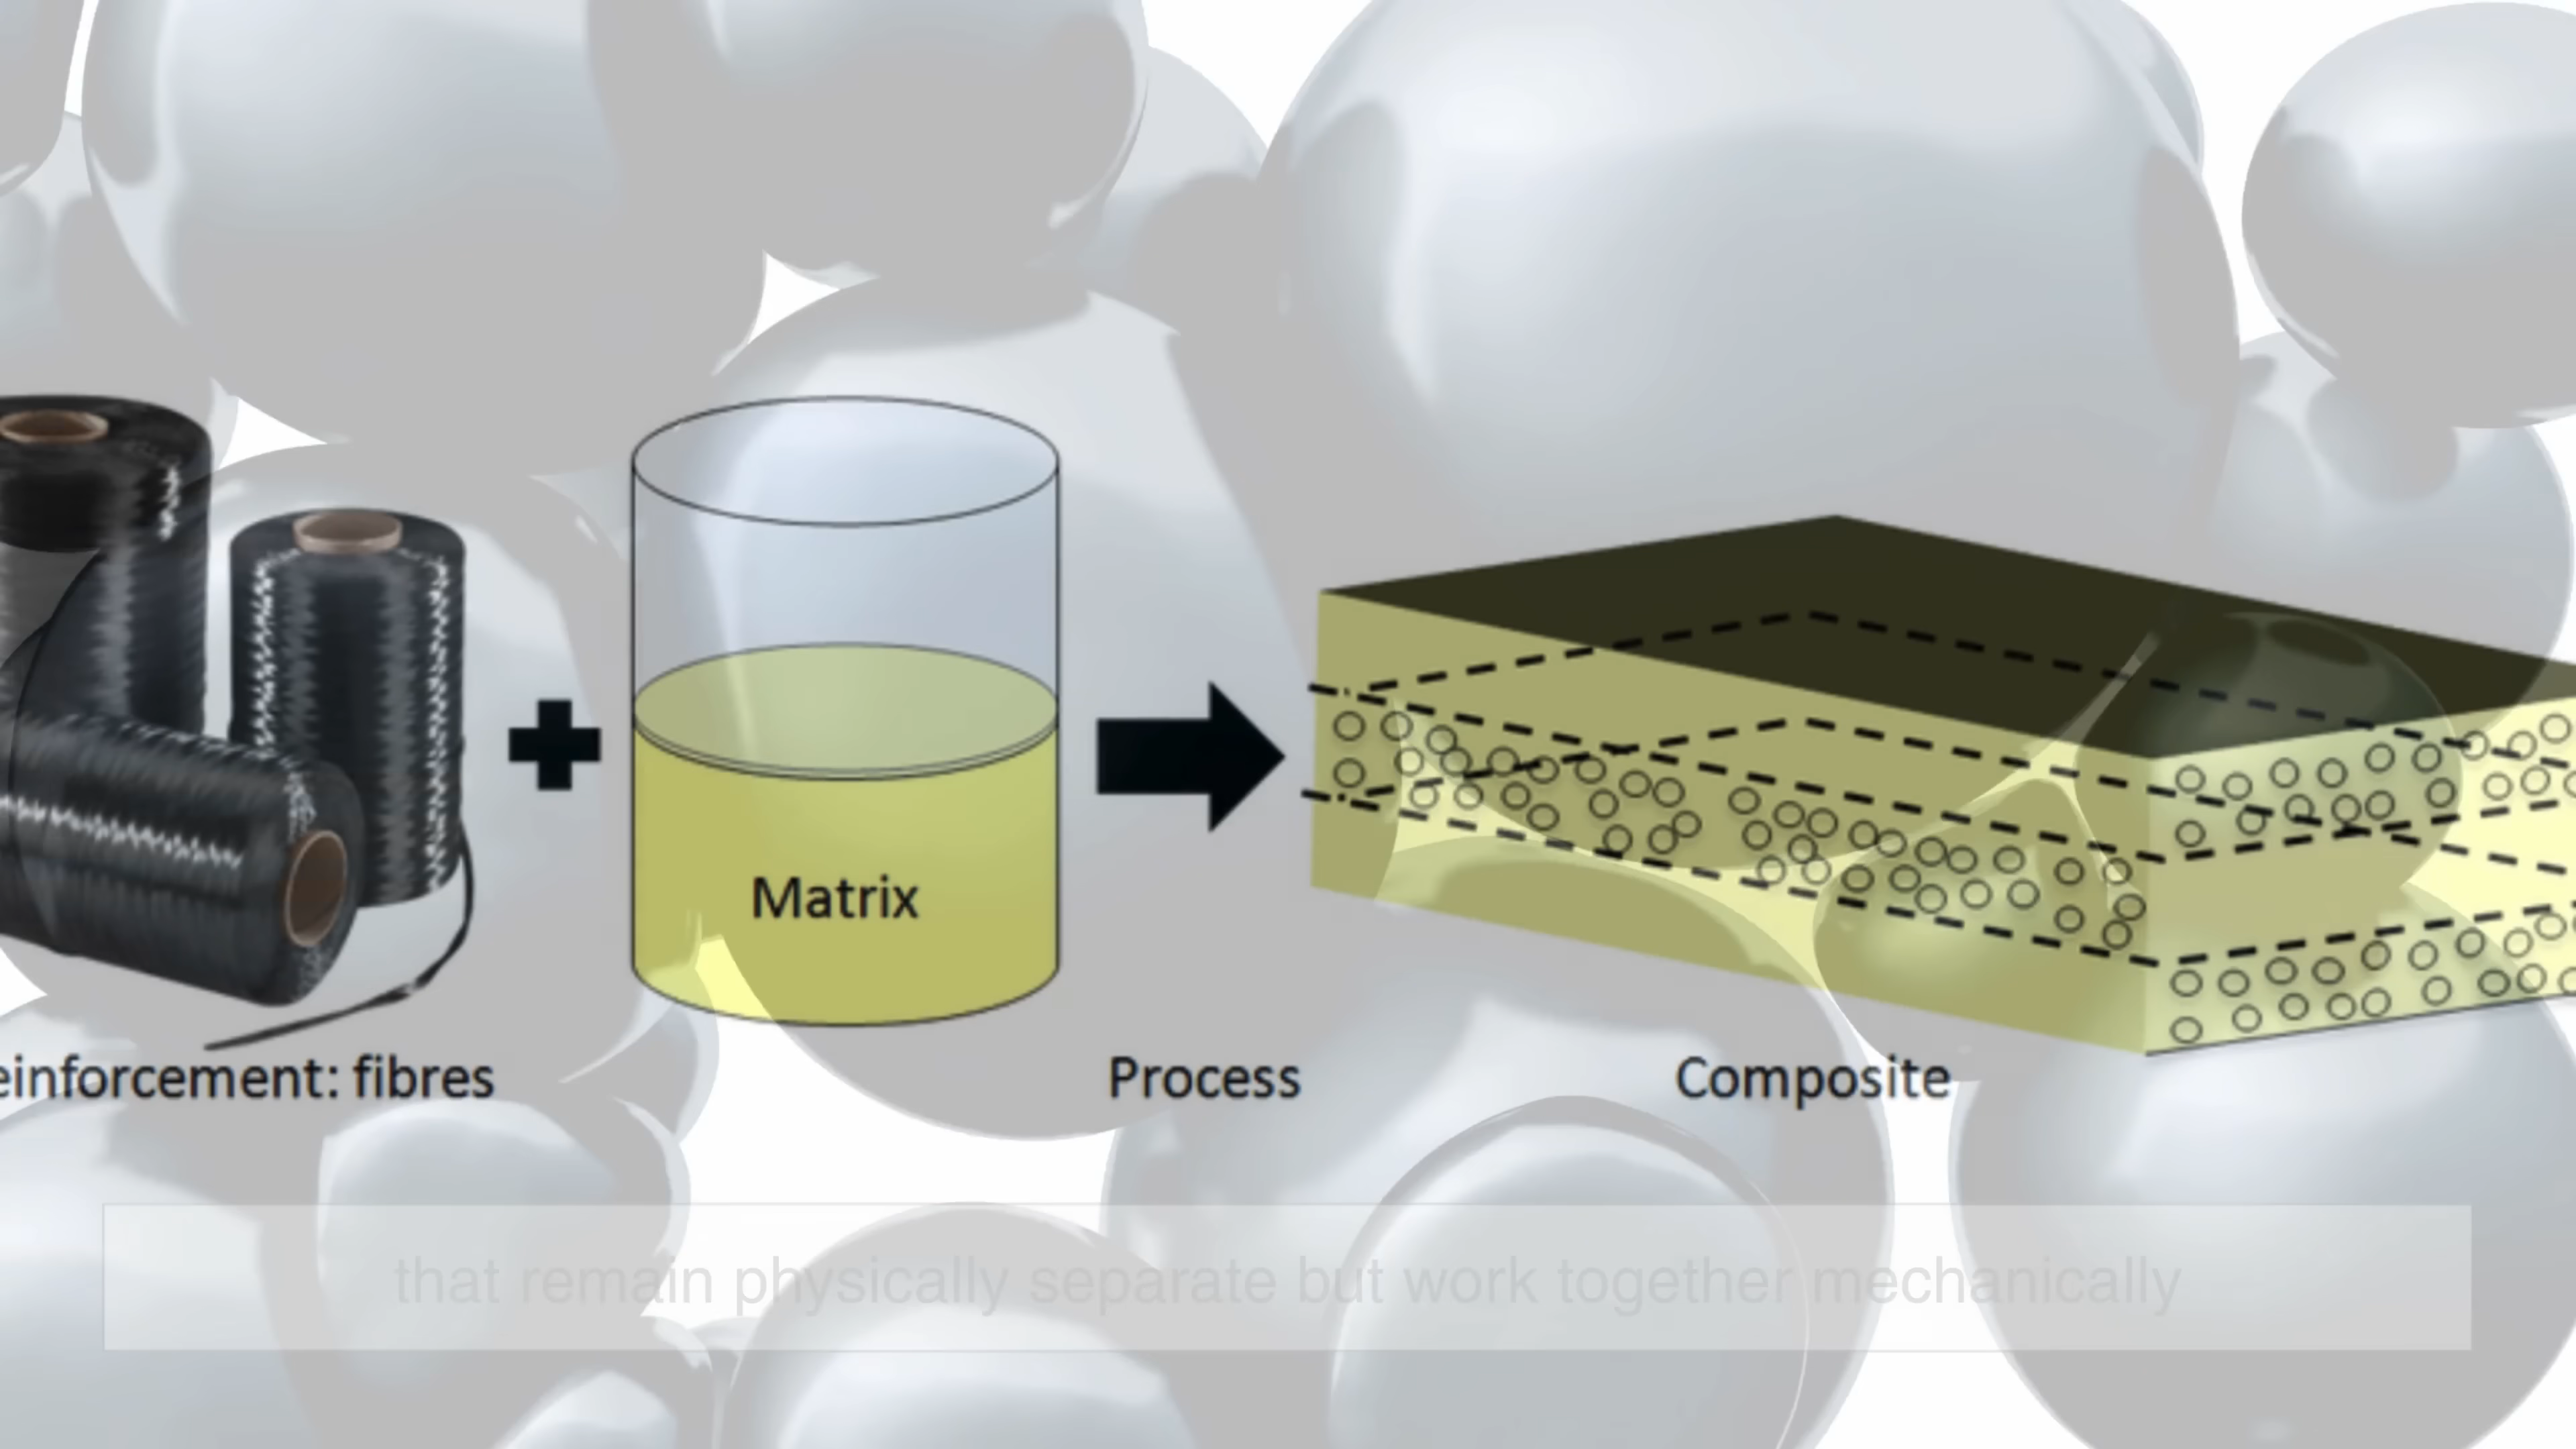 Matrix
einforcement: fibres
Process
Composite
that remain physically separate but work together mechanically